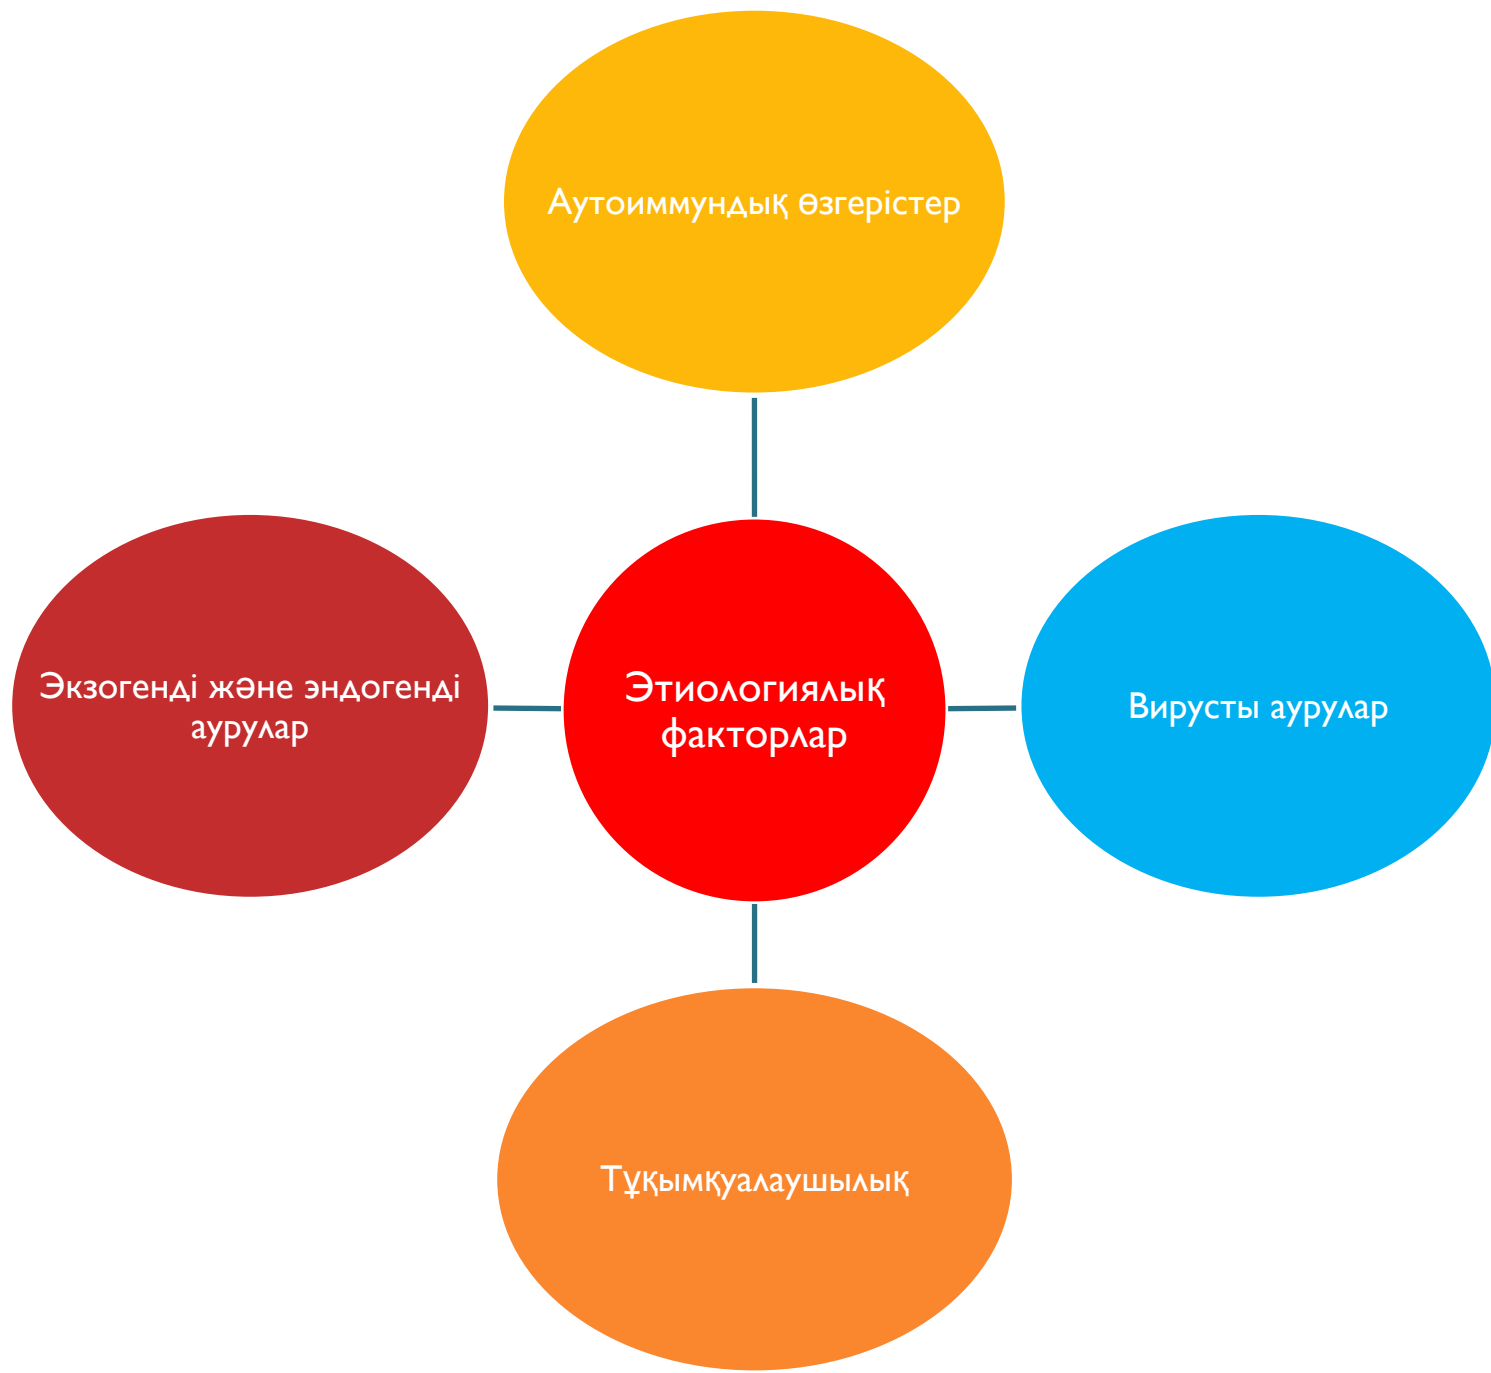 Аутоиммундық өзгерістер
Экзогенді және эндогенді
аурулар
Этиологиялық
факторлар
Вирусты аурулар
Тұқымқуалаушылық